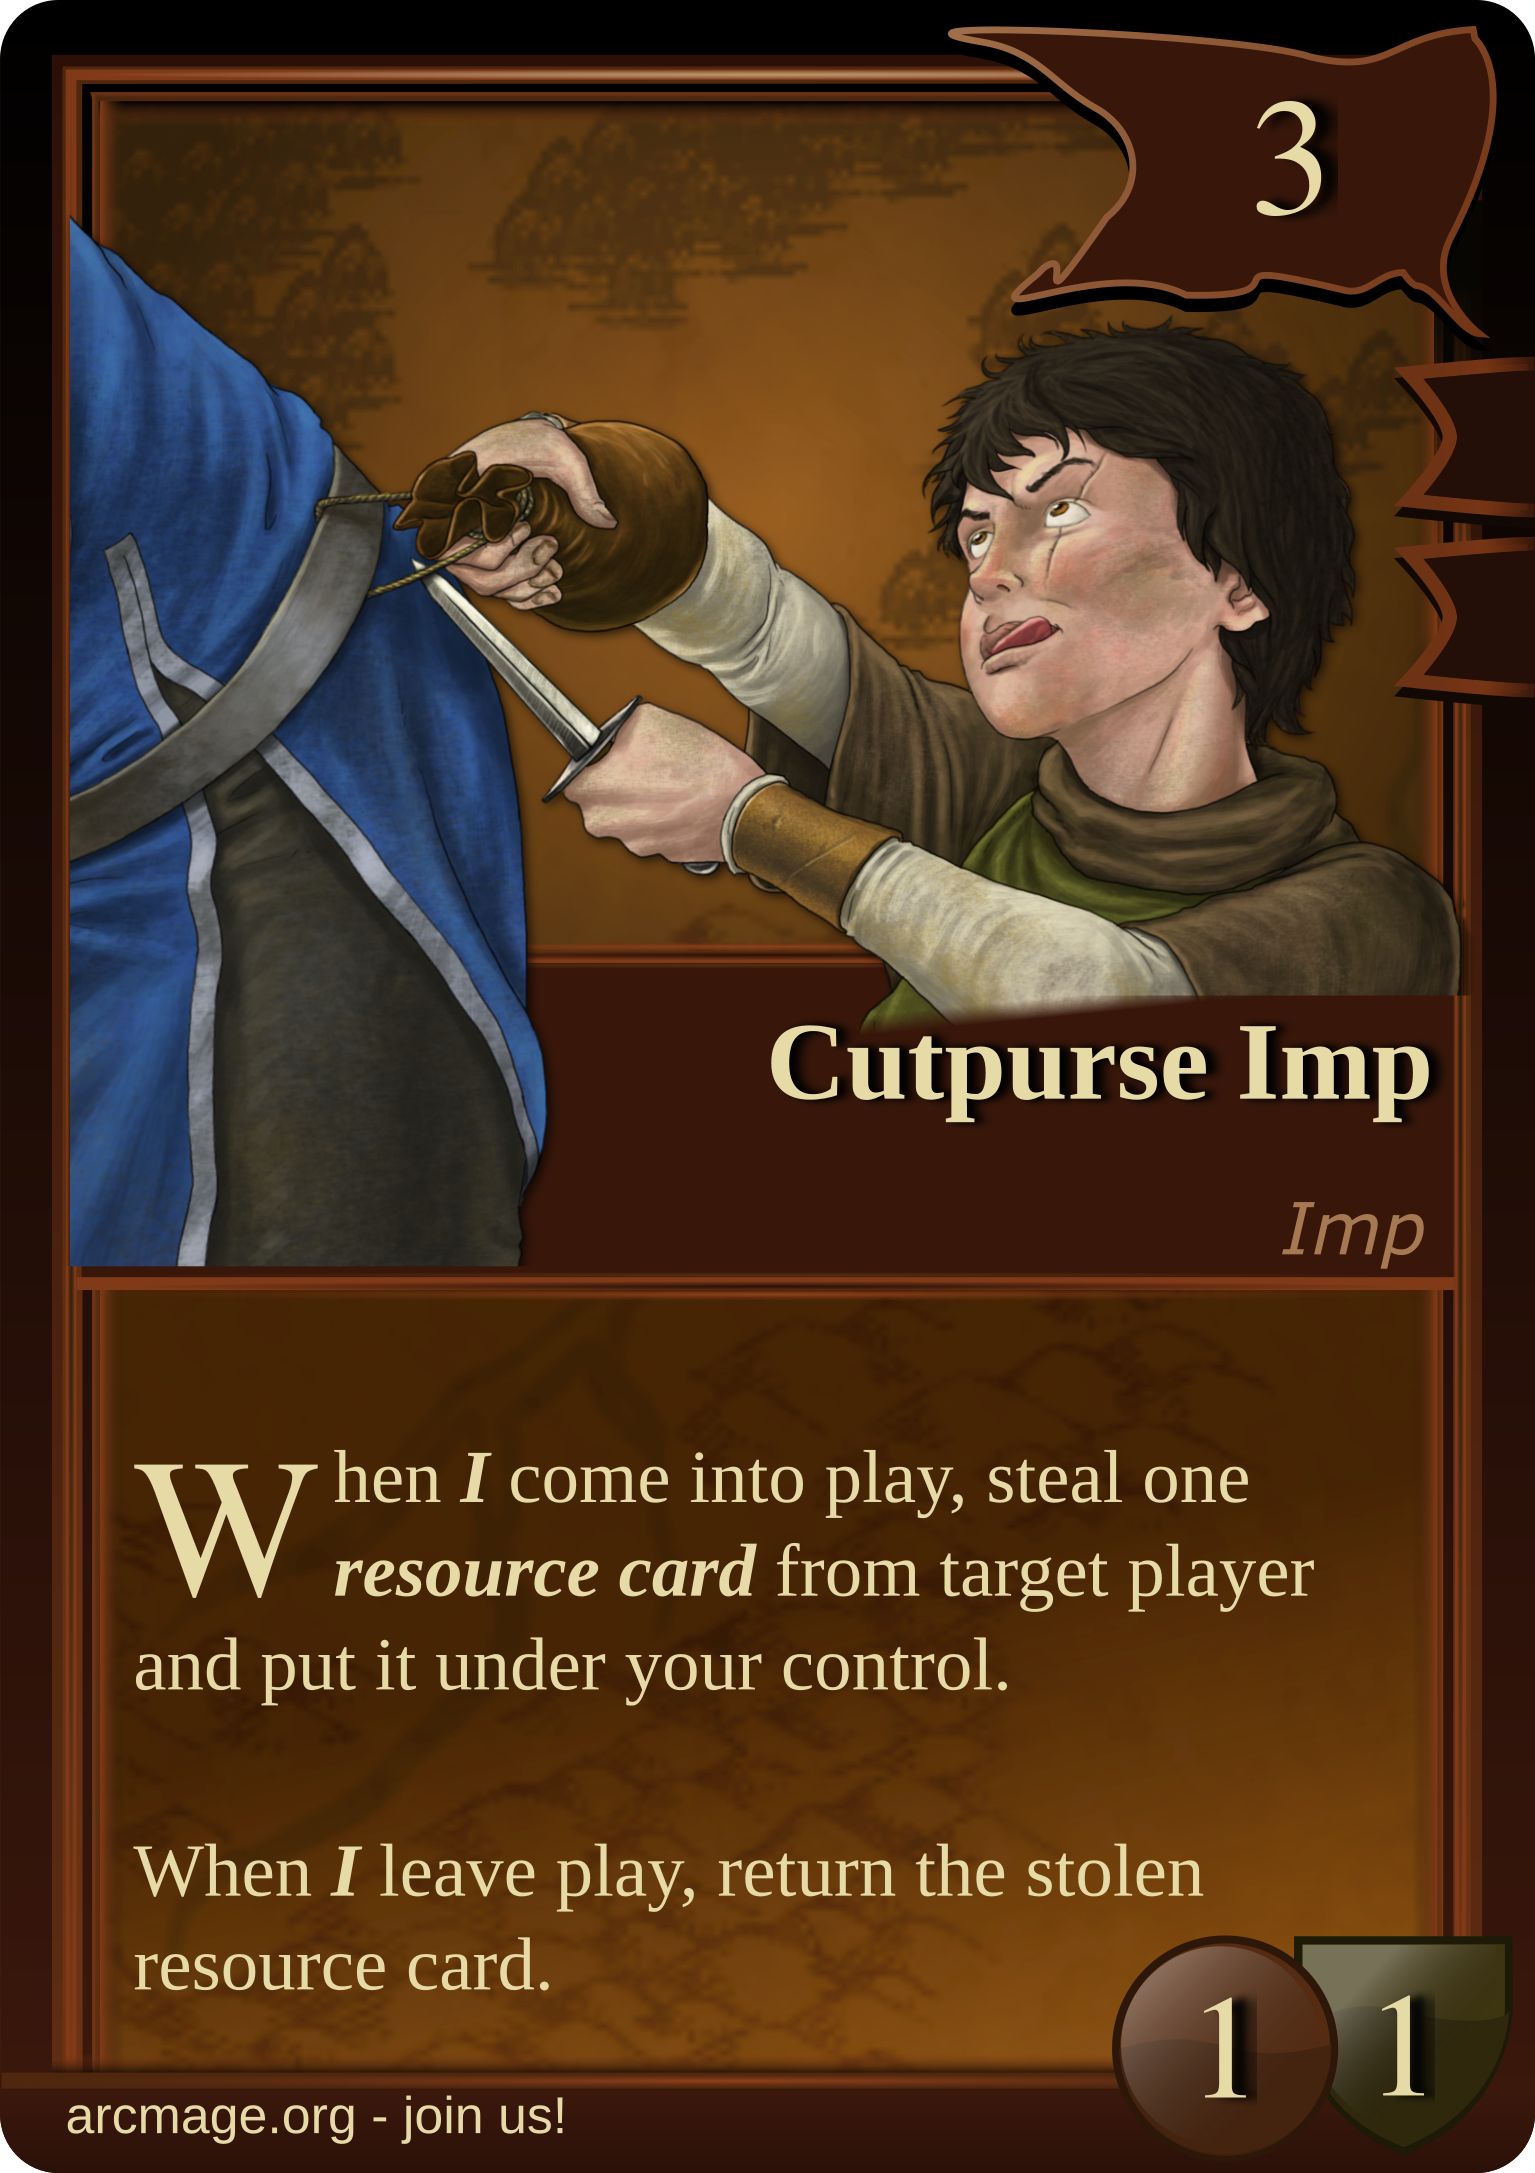 3
Cutpurse Imp
Imp
When I come into play, steal one
resource card from target player
and put it under your control.
When I leave play, return the stolen
resource card.
1 1
arcmage.org - join us!